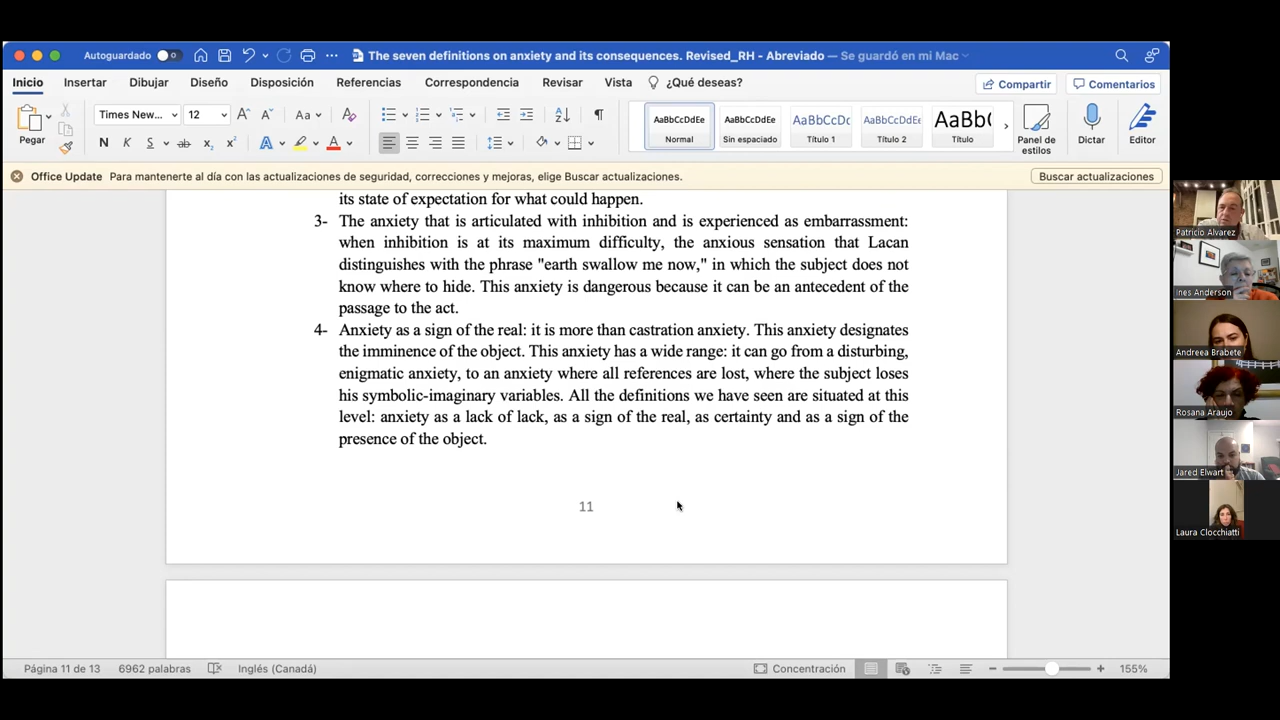 Autoguardado
The seven definitions on anxiety and its consequences. Revised_RH - Abreviado — Se guardó en mi Mac
Inicio Insertar Dibujar Diseño Disposición Referencias Correspondencia Revisar Vista ¿Qué deseas? Compartir Comentarios
Times New... 12 Aa
Pegar
N K S ab x₂ x² A A
AaBbCcDdEe AaBbCcDdEe AaBbCcDc AaBbCcDdEe AaBb(
Normal Sin espaciado Título 1 Título 2 Título
Panel de estilos
Dictar
Editor
Office Update Para mantenerte al día con las actualizaciones de seguridad, correcciones y mejoras, elige Buscar actualizaciones. Buscar actualizaciones
its state of expectation for what could happen.
3- The anxiety that is articulated with inhibition and is experienced as embarrassment:
when inhibition is at its maximum difficulty, the anxious sensation that Lacan
distinguishes with the phrase "earth swallow me now," in which the subject does not
know where to hide. This anxiety is dangerous because it can be an antecedent of the
passage to the act.
4- Anxiety as a sign of the real: it is more than castration anxiety. This anxiety designates
the imminence of the object. This anxiety has a wide range: it can go from a disturbing,
enigmatic anxiety, to an anxiety where all references are lost, where the subject loses
his symbolic-imaginary variables. All the definitions we have seen are situated at this
level: anxiety as a lack of lack, as a sign of the real, as certainty and as a sign of the
presence of the object.
11
Página 11 de 13 6962 palabras Inglés (Canadá) Concentración 155%
Patricio Alvarez
Ines Anderson
Andreea Brabete
Rosana Araujo
Jared Elwart
Laura Clocchiatti